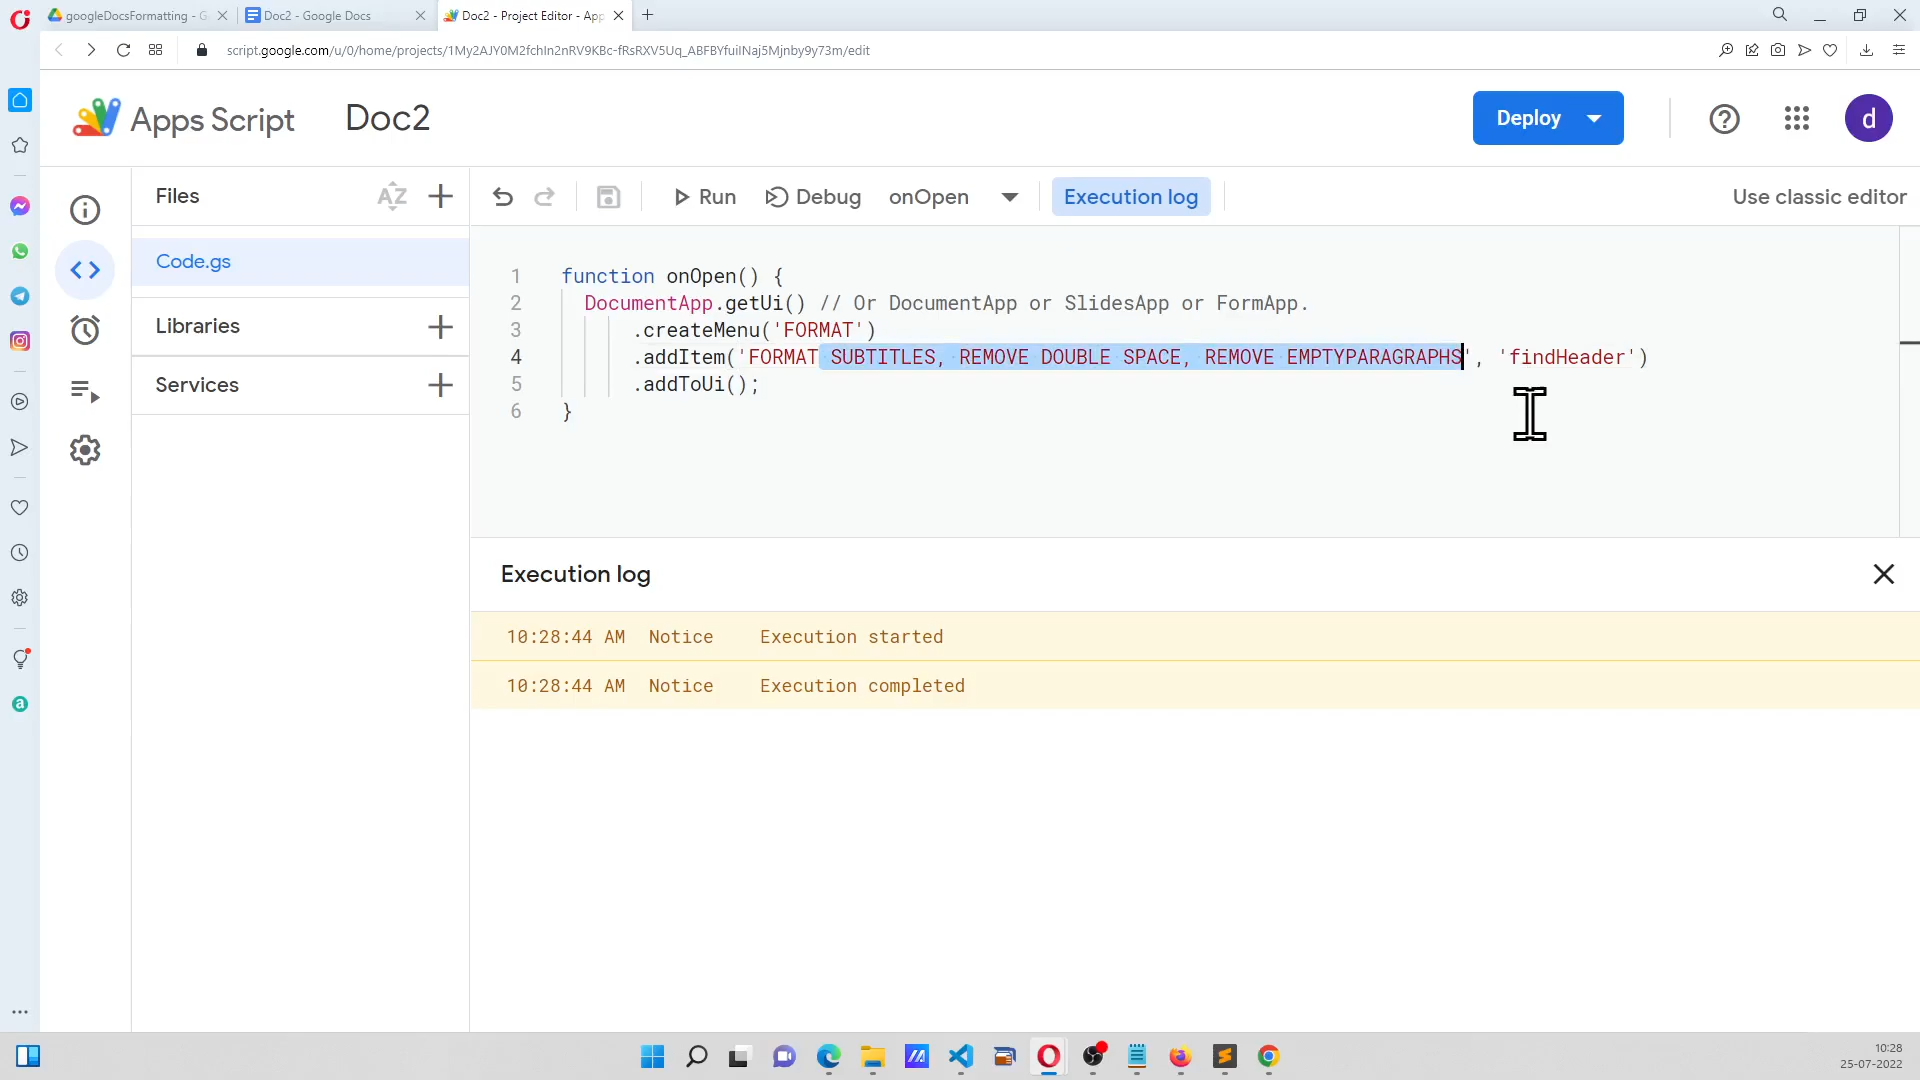 googleDocsFormatting - G
Doc2 - Google Docs
Doc2 - Project Editor - App
script.google.com/u/0/home/projects/1My2AJY0M2fchIn2nRV9KBc-fRsRXV5Uq_ABFBYfuiINaj5Mjnby9y73m/edit
Apps Script
Doc2
Deploy
d
Files
AZ
Run
Debug
onOpen
Execution log
Use classic editor
Code.gs
Libraries
Services
1 function onOpen() {
2 DocumentApp.getUi() // Or DocumentApp or SlidesApp or FormApp.
3 .createMenu('FORMAT')
4 .addItem('FORMAT SUBTITLES, REMOVE DOUBLE SPACE, REMOVE EMPTYPARAGRAPHS', 'findHeader')
5 .addToUi();
6 }
Execution log
10:28:44 AM Notice Execution started
10:28:44 AM Notice Execution completed
a
10:28
25-07-2022